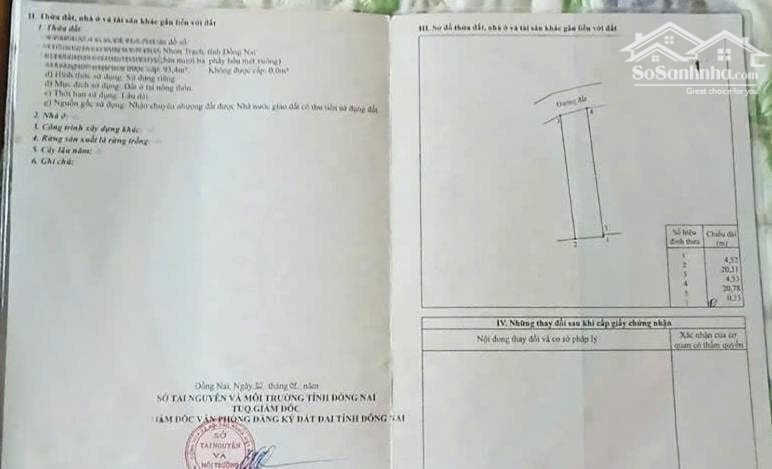 II. Thửa đất, nhà ở và tài sản khác gắn liền với đất
1. Thửa đất
Nhơn Trạch, tỉnh Đồng Nai
93,4m² Không được cấp: 0,0m²
d) Hình thức sử dụng: Sử dụng riêng
đ) Mục đích sử dụng: Đất ở tại nông thôn
e) Thời hạn sử dụng: Lâu dài
g) Nguồn gốc sử dụng: Nhận chuyển nhượng đất được Nhà nước giao đất có thu tiền sử dụng đất
2. Nhà ở:
3. Công trình xây dựng khác:
4. Rừng sản xuất là rừng trồng:
5. Cây lâu năm:
6. Ghi chú:
Đồng Nai, Ngày tháng năm
SỞ TÀI NGUYÊN VÀ MÔI TRƯỜNG TỈNH ĐỒNG NAI
TUQ.GIÁM ĐỐC
GIÁM ĐỐC VĂN PHÒNG ĐĂNG KÝ ĐẤT ĐAI TỈNH ĐỒNG NAI
SỞ
TÀI NGUYÊN
VÀ
MÔI TRƯỜNG
III. Sơ đồ thửa đất, nhà ở và tài sản khác gắn liền với đất
SoSanhnha.com
Great choice for you
Đường đất
3 4
5
2 1
Số hiệu đỉnh thửa Chiều dài (m)
1
4,52
2
20,31
3
4,53
4
20,78
5
0,35
1
IV. Những thay đổi sau khi cấp giấy chứng nhận
Nội dung thay đổi và cơ sở pháp lý
Xác nhận của cơ
quan có thẩm quyền